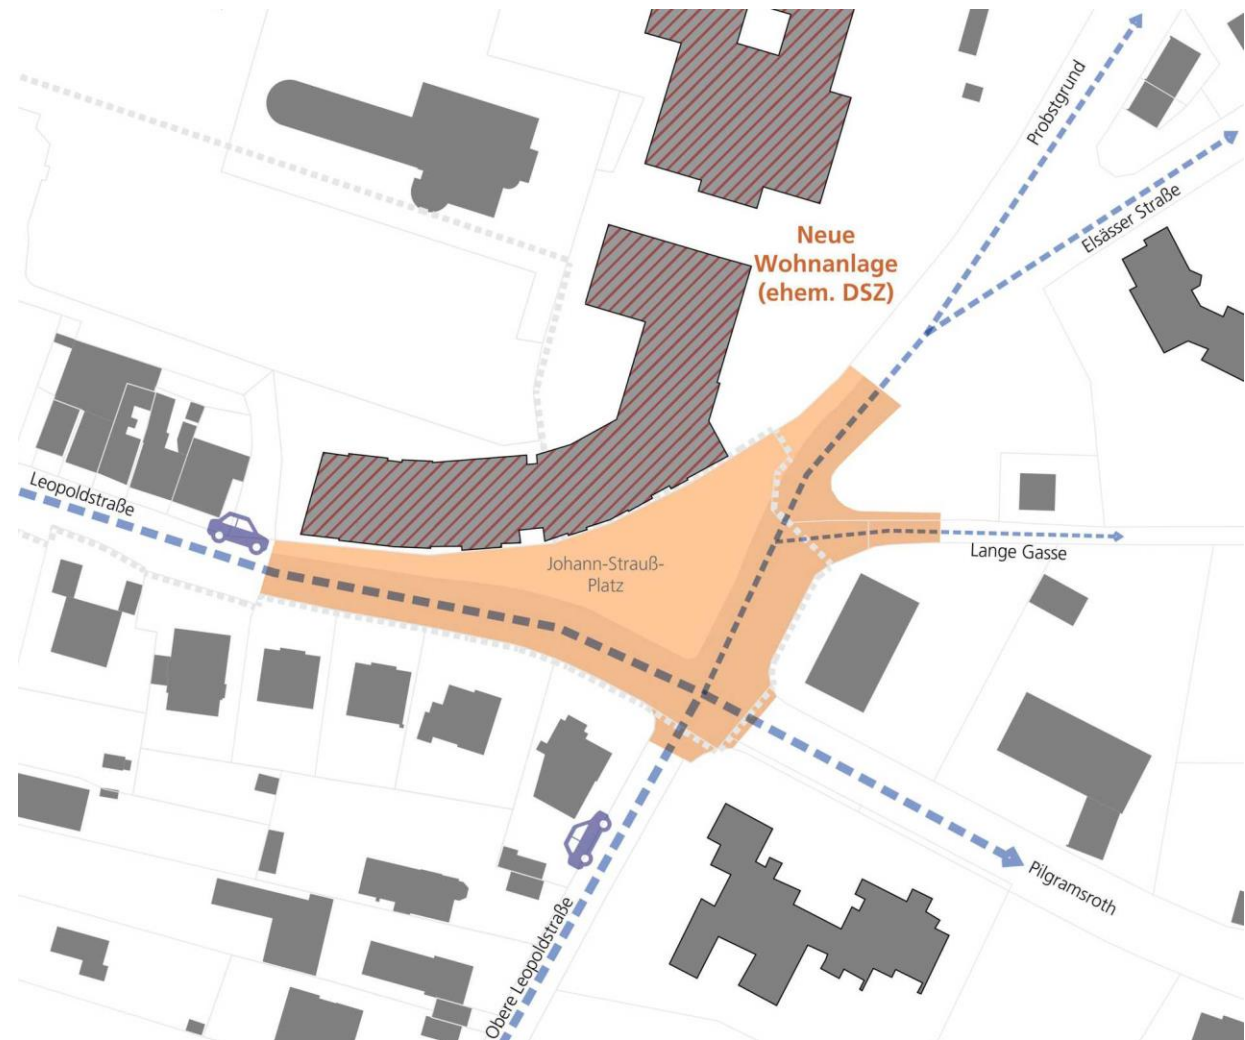 Probstgrund
Elsässer Straße
Neue
Wohnanlage
(ehem. DSZ)
Leopoldstraße
Lange Gasse
Johann-Strauß-
Platz
Pilgramsroth
Obere Leopoldstraße